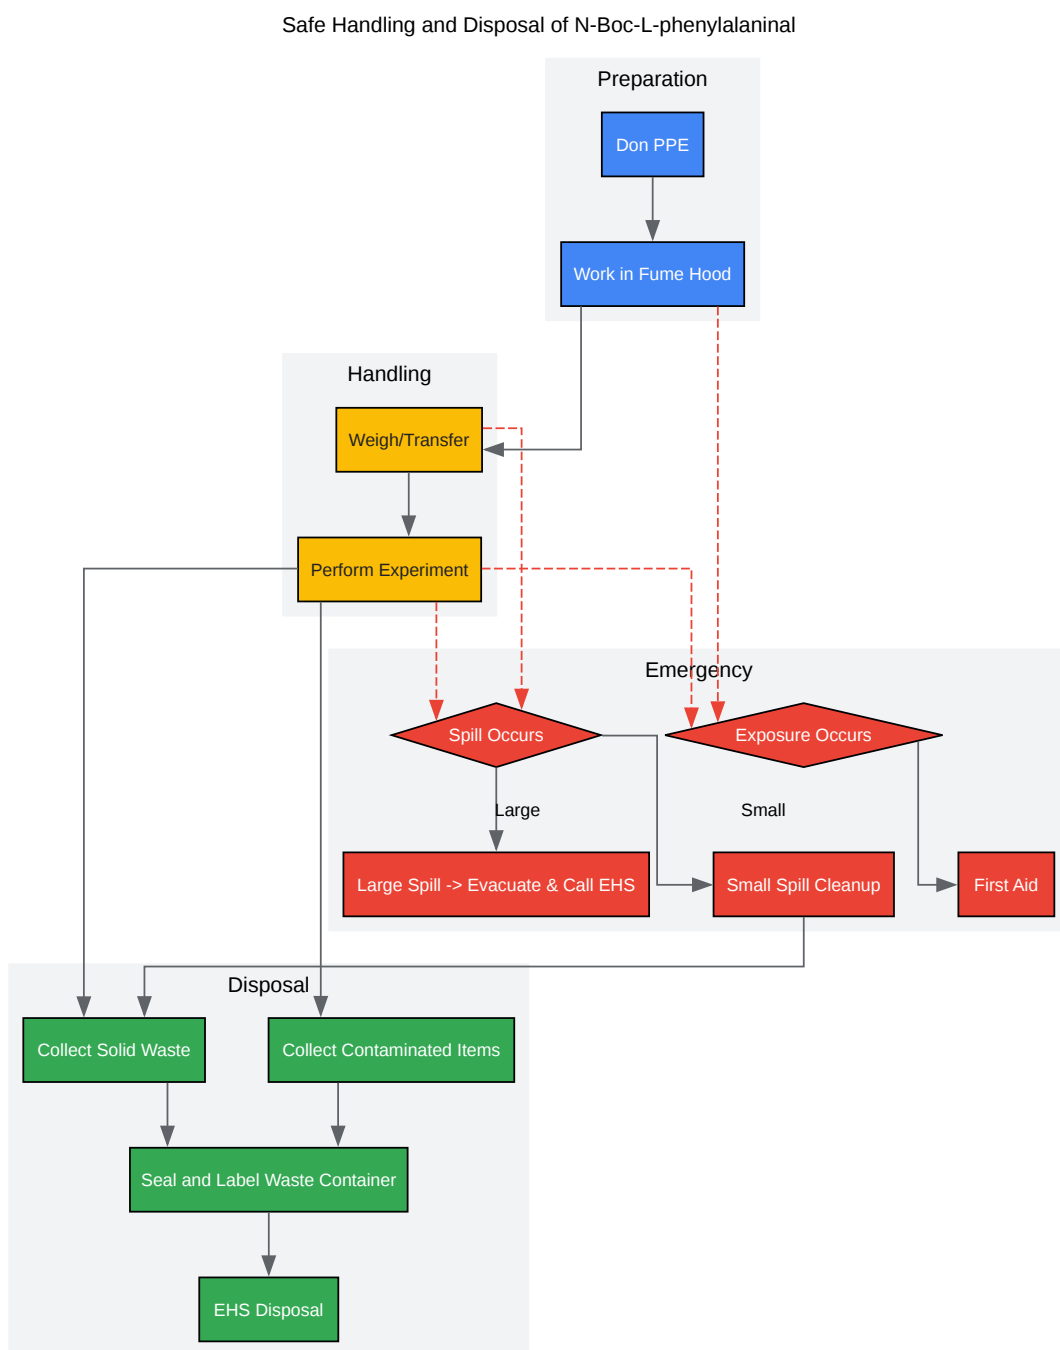 Safe Handling and Disposal of N-Boc-L-phenylalaninal
Preparation
Don PPE
Work in Fume Hood
Handling
Weigh/Transfer
Perform Experiment
Emergency
Spill Occurs
Exposure Occurs
Large
Small
Large Spill -> Evacuate & Call EHS
Small Spill Cleanup
First Aid
Disposal
Collect Solid Waste
Collect Contaminated Items
Seal and Label Waste Container
EHS Disposal